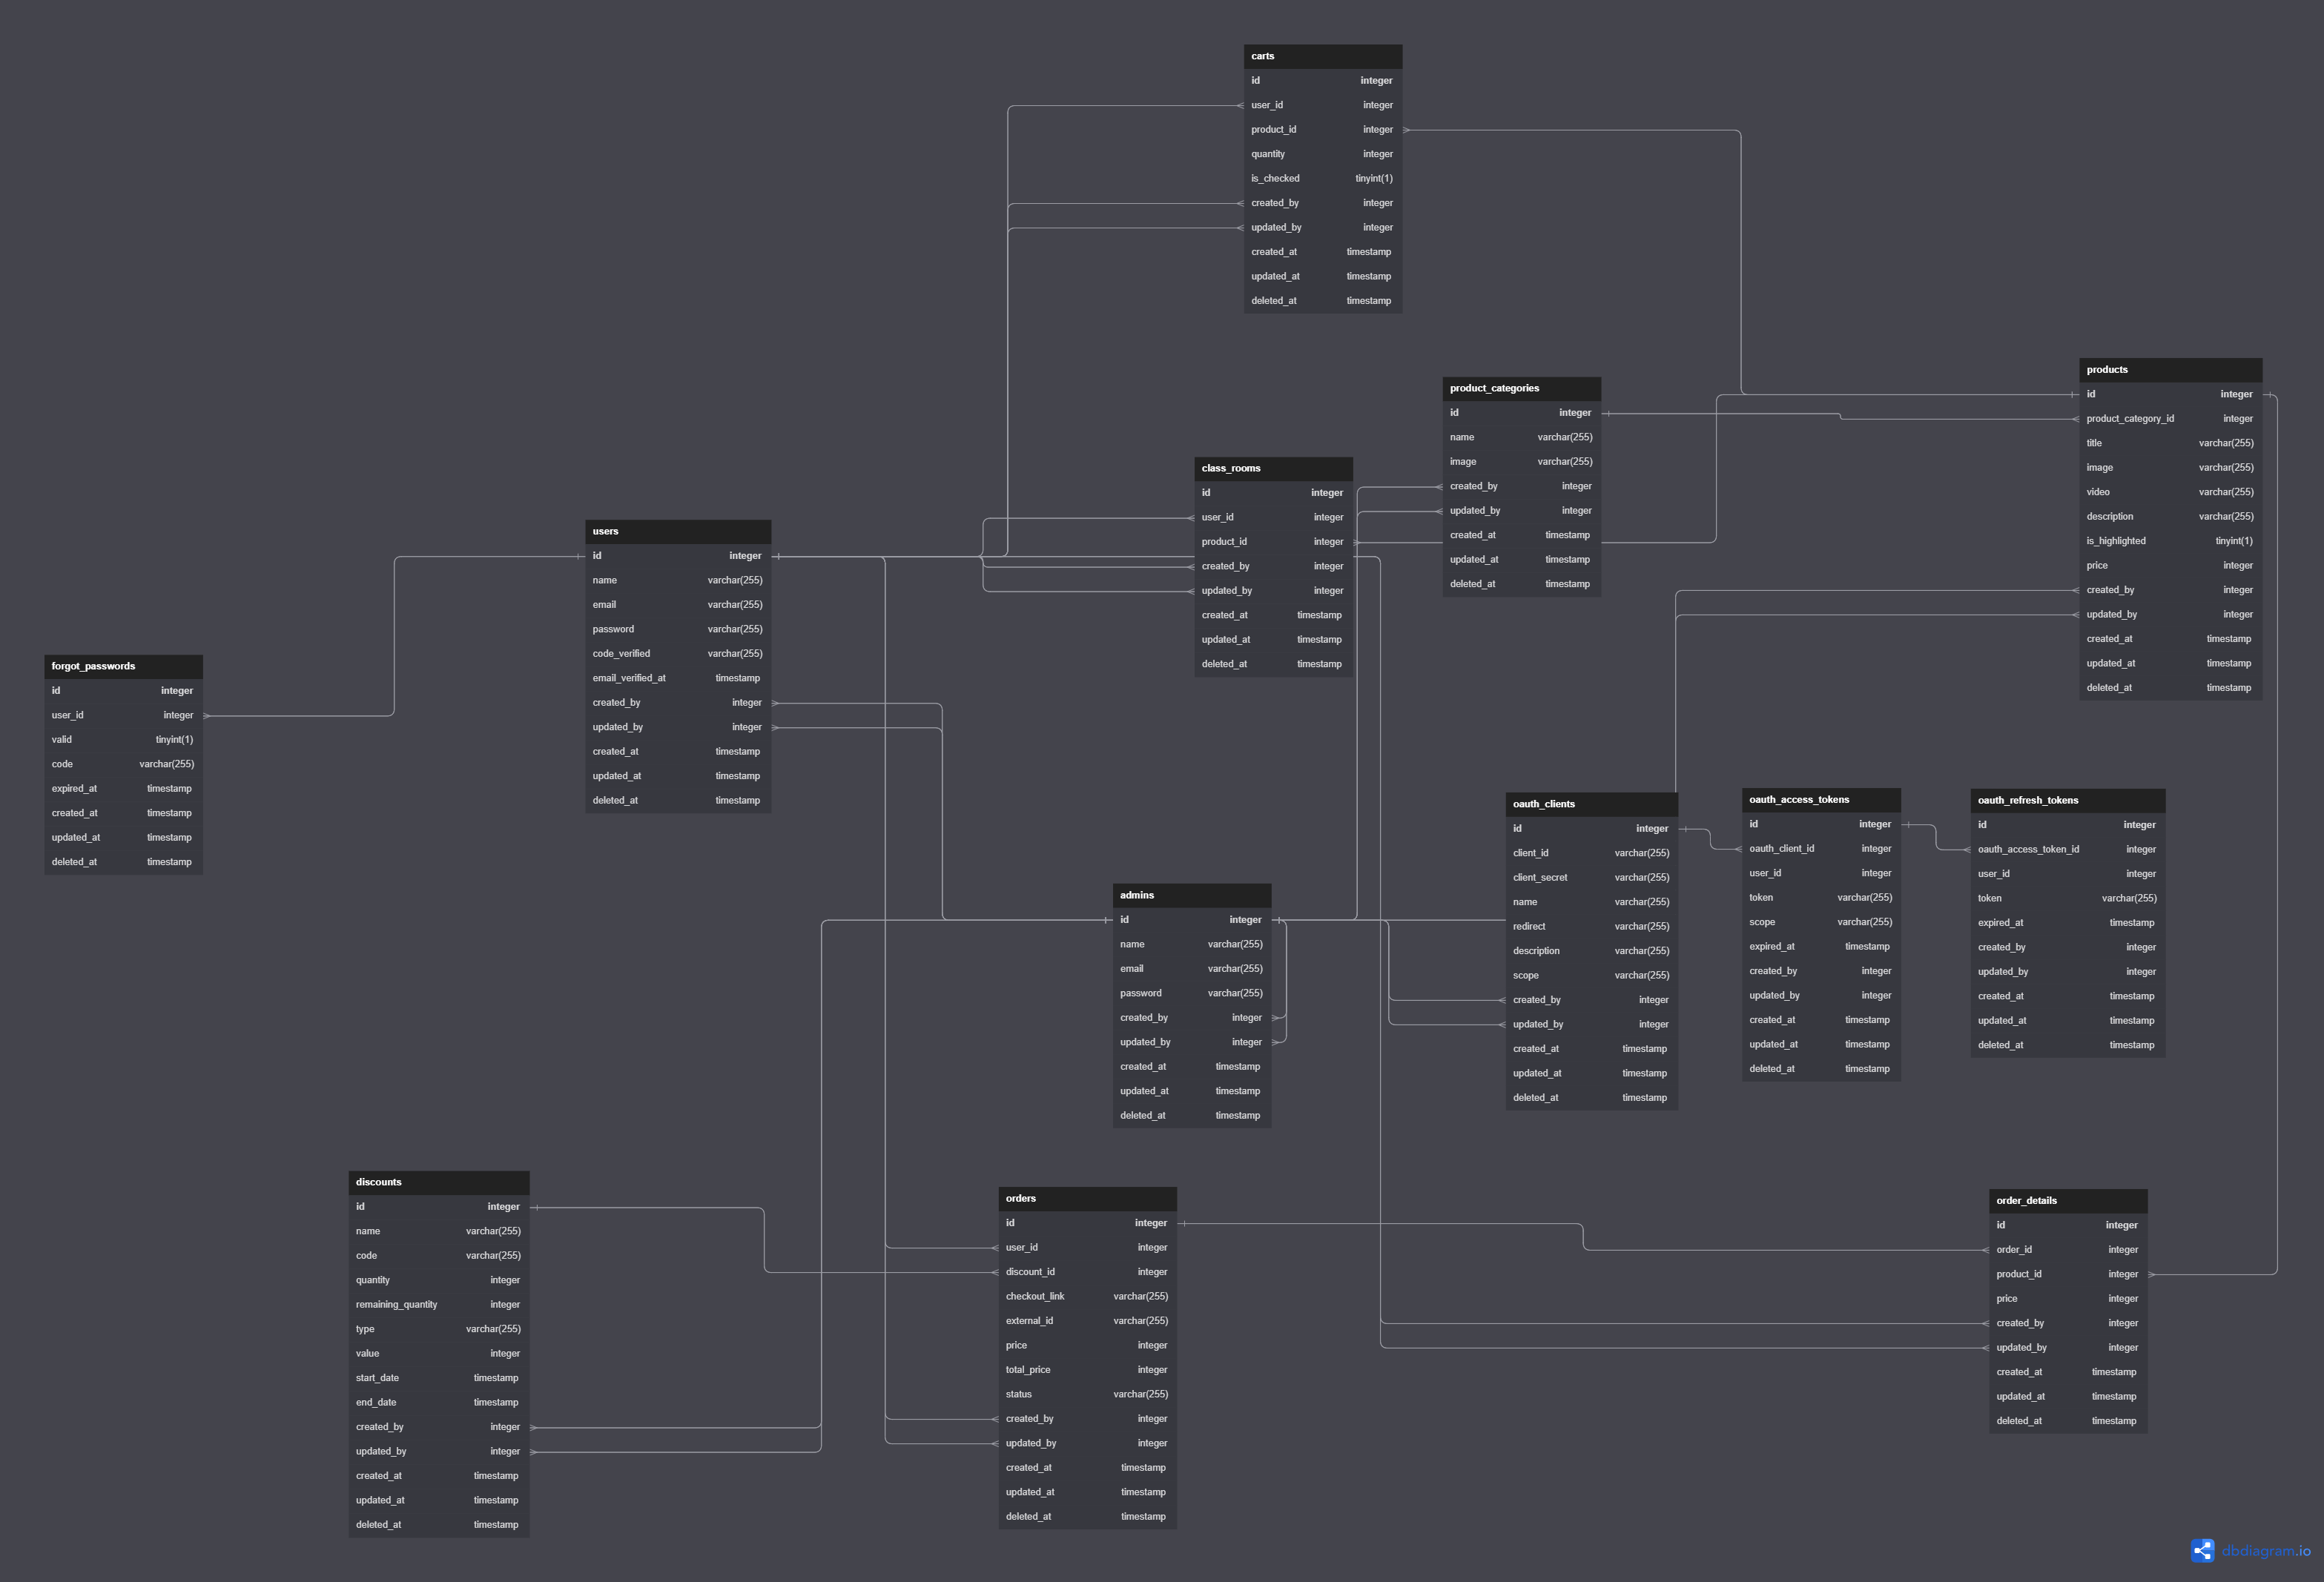 carts
id integer
user_id integer
product_id integer
quantity integer
is_checked tinyint(1)
created_by integer
updated_by integer
created_at timestamp
updated_at timestamp
deleted_at timestamp
products
id integer
product_category_id integer
title varchar(255)
image varchar(255)
video varchar(255)
description varchar(255)
is_highlighted tinyint(1)
price integer
created_by integer
updated_by integer
created_at timestamp
updated_at timestamp
deleted_at timestamp
product_categories
id integer
name varchar(255)
image varchar(255)
created_by integer
updated_by integer
created_at timestamp
updated_at timestamp
deleted_at timestamp
class_rooms
id integer
user_id integer
product_id integer
created_by integer
updated_by integer
created_at timestamp
updated_at timestamp
deleted_at timestamp
users
id integer
name varchar(255)
email varchar(255)
password varchar(255)
code_verified varchar(255)
email_verified_at timestamp
created_by integer
updated_by integer
created_at timestamp
updated_at timestamp
deleted_at timestamp
forgot_passwords
id integer
user_id integer
valid tinyint(1)
code varchar(255)
expired_at timestamp
created_at timestamp
updated_at timestamp
deleted_at timestamp
oauth_clients
id integer
client_id varchar(255)
client_secret varchar(255)
name varchar(255)
redirect varchar(255)
description varchar(255)
scope varchar(255)
created_by integer
updated_by integer
created_at timestamp
updated_at timestamp
deleted_at timestamp
oauth_access_tokens
id integer
oauth_client_id integer
user_id integer
token varchar(255)
scope varchar(255)
expired_at timestamp
created_by integer
updated_by integer
created_at timestamp
updated_at timestamp
deleted_at timestamp
oauth_refresh_tokens
id integer
oauth_access_token_id integer
user_id integer
token varchar(255)
expired_at timestamp
created_by integer
updated_by integer
created_at timestamp
updated_at timestamp
deleted_at timestamp
admins
id integer
name varchar(255)
email varchar(255)
password varchar(255)
created_by integer
updated_by integer
created_at timestamp
updated_at timestamp
deleted_at timestamp
discounts
id integer
name varchar(255)
code varchar(255)
quantity integer
remaining_quantity integer
type varchar(255)
value integer
start_date timestamp
end_date timestamp
created_by integer
updated_by integer
created_at timestamp
updated_at timestamp
deleted_at timestamp
orders
id integer
user_id integer
discount_id integer
checkout_link varchar(255)
external_id varchar(255)
price integer
total_price integer
status varchar(255)
created_by integer
updated_by integer
created_at timestamp
updated_at timestamp
deleted_at timestamp
order_details
id integer
order_id integer
product_id integer
price integer
created_by integer
updated_by integer
created_at timestamp
updated_at timestamp
deleted_at timestamp
dbdiagram.io